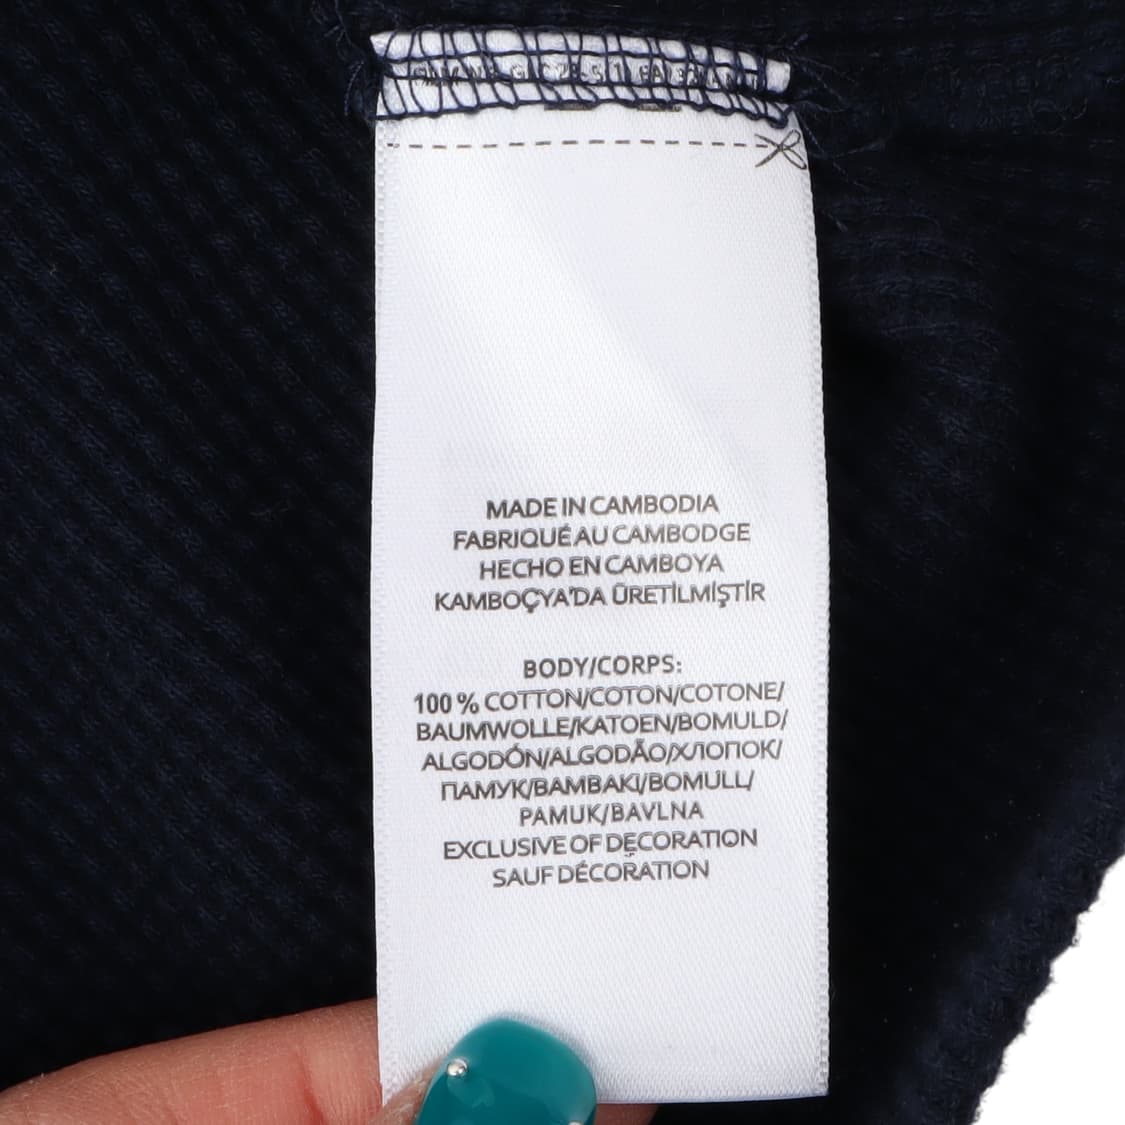 MADE IN CAMBODIA
FABRIQUÉ AU CAMBODGE
HECHO EN CAMBOYA
KAMBOÇYA'DA ÜRETİLMİŞTİR
BODY/CORPS:
100 % COTTON/COTON/COTONE/
BAUMWOLLE/KATOEN/BOMULD/
ALGODÓN/ALGODÃO/ХЛОПОК/
ПАМУК/BAMBAKI/BOMULL/
PAMUK/BAVLNA
EXCLUSIVE OF DECORATION
SAUF DÉCORATION